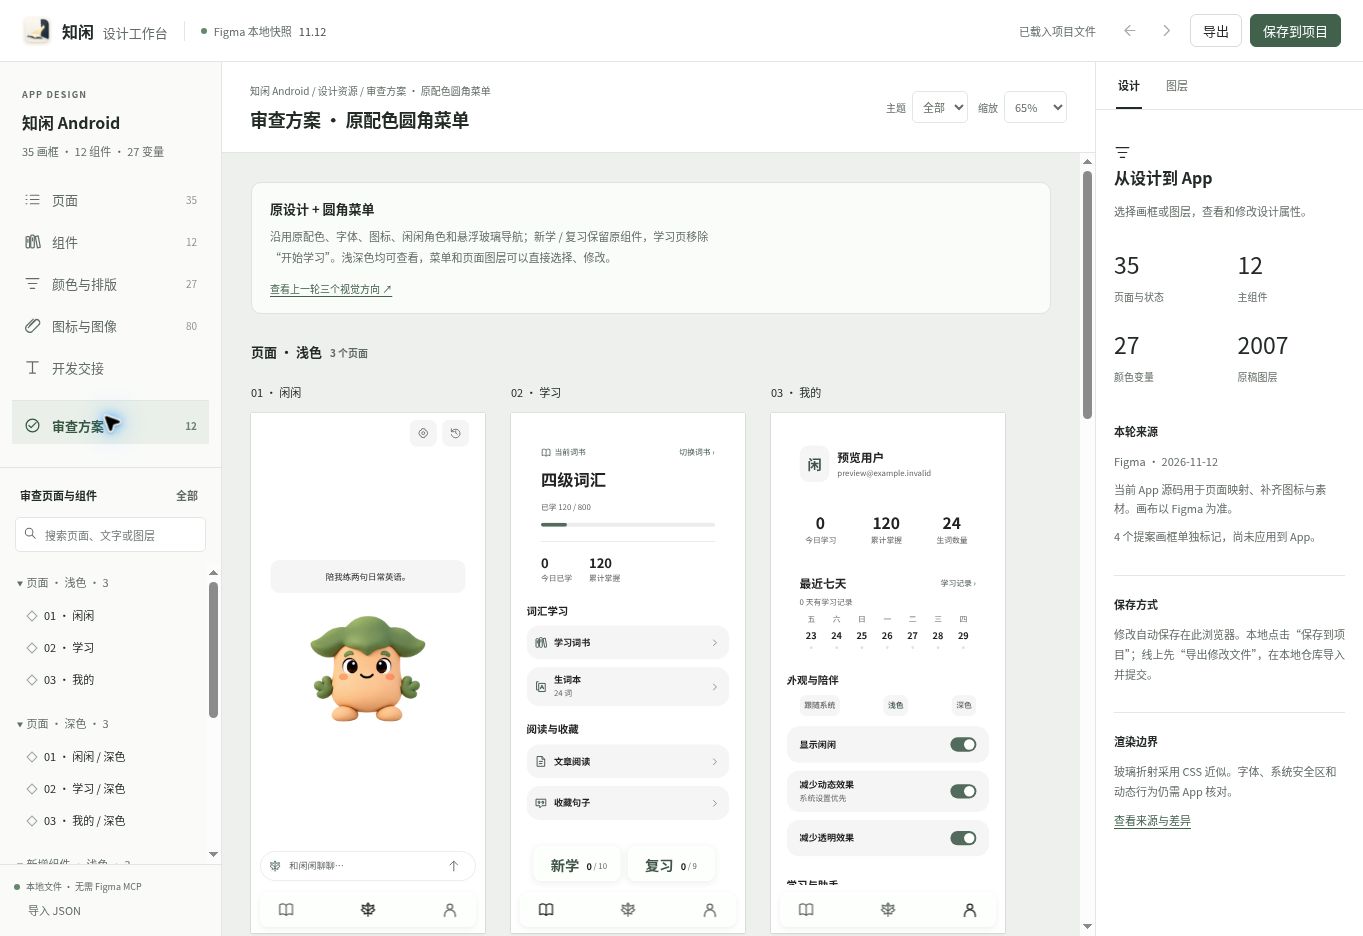 知闲 设计工作台
Figma 本地快照 11.12
已载入项目文件
导出
保存到项目
APP DESIGN
知闲 Android
35 画框 · 12 组件 · 27 变量
页面 35
组件 12
颜色与排版 27
图标与图像 80
开发交接
审查方案 12
审查页面与组件 全部
搜索页面、文字或图层
页面 · 浅色 · 3
01 · 闲闲
02 · 学习
03 · 我的
页面 · 深色 · 3
01 · 闲闲 / 深色
02 · 学习 / 深色
03 · 我的 / 深色
新增组件 · 浅色 · 3
本地文件 · 无需 Figma MCP
导入 JSON
知闲 Android / 设计资源 / 审查方案 · 原配色圆角菜单
审查方案 · 原配色圆角菜单
主题 全部 缩放 65%
原设计 + 圆角菜单
沿用原配色、字体、图标、闲闲角色和悬浮玻璃导航；新学 / 复习保留原组件，学习页移除
“开始学习”。浅深色均可查看，菜单和页面图层可以直接选择、修改。
查看上一轮三个视觉方向 ↗
页面 · 浅色 3 个页面
01 · 闲闲
陪我练两句日常英语。
和闲闲聊聊…
02 · 学习
当前词书 切换词书 ›
四级词汇
已学 120 / 800
0 120
今日已学 累计掌握
词汇学习
学习词书
生词本
24 词
阅读与收藏
文章阅读
收藏句子
新学 0 / 10 复习 0 / 9
03 · 我的
闲
预览用户
preview@example.invalid
0 120 24
今日学习 累计掌握 生词数量
最近七天 学习记录 ›
0 天有学习记录
五 六 日 一 二 三 四
23 24 25 26 27 28 29
外观与陪伴
跟随系统 浅色 深色
显示闲闲
减少动态效果
系统设置优先
减少透明效果
学习与助手
设计 图层
从设计到 App
选择画框或图层，查看和修改设计属性。
35 12
页面与状态 主组件
27 2007
颜色变量 原稿图层
本轮来源
Figma · 2026-11-12
当前 App 源码用于页面映射、补齐图标与素
材。画布以 Figma 为准。
4 个提案画框单独标记，尚未应用到 App。
保存方式
修改自动保存在此浏览器。本地点击“保存到项
目”；线上先“导出修改文件”，在本地仓库导入
并提交。
渲染边界
玻璃折射采用 CSS 近似。字体、系统安全区和
动态行为仍需 App 核对。
查看来源与差异